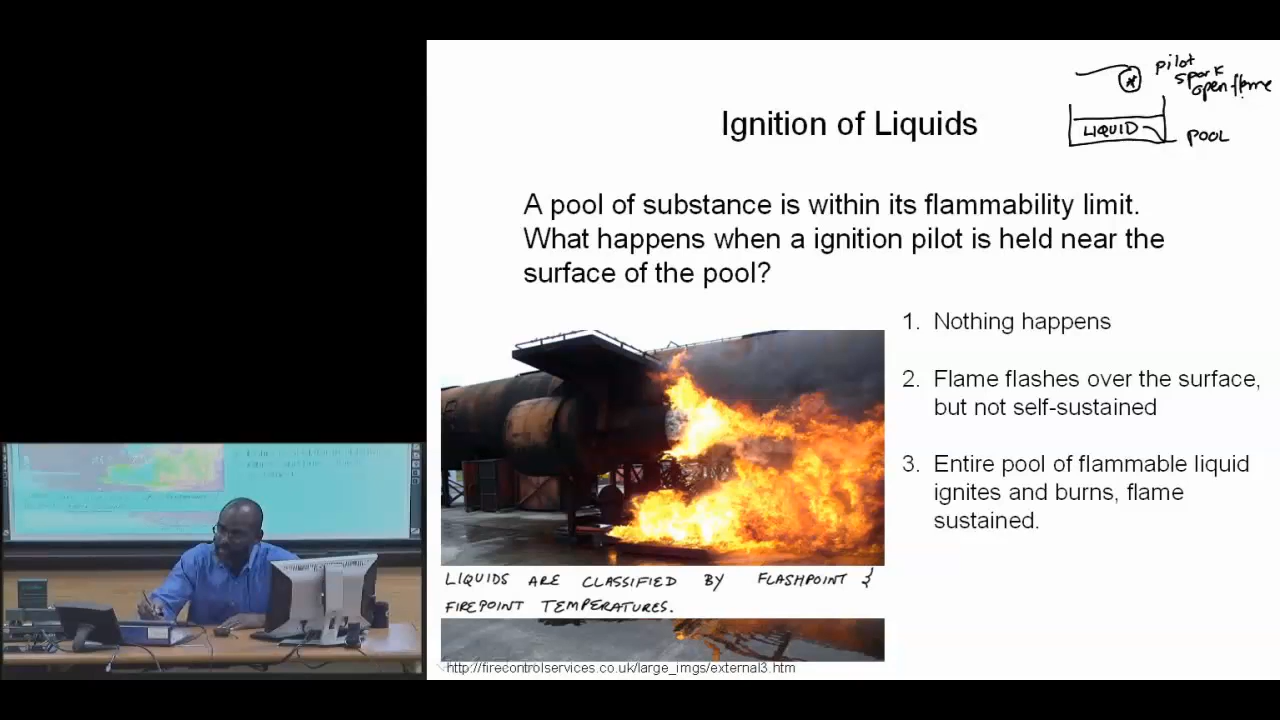 pilot
spark
open flame
LIQUID
POOL
Ignition of Liquids
A pool of substance is within its flammability limit.
What happens when a ignition pilot is held near the
surface of the pool?
1. Nothing happens
2. Flame flashes over the surface,
but not self-sustained
3. Entire pool of flammable liquid
ignites and burns, flame
sustained.
LIQUIDS ARE CLASSIFIED BY FLASHPOINT &
FIREPOINT TEMPERATURES.
http://firecontrolservices.co.uk/large_imgs/external3.htm